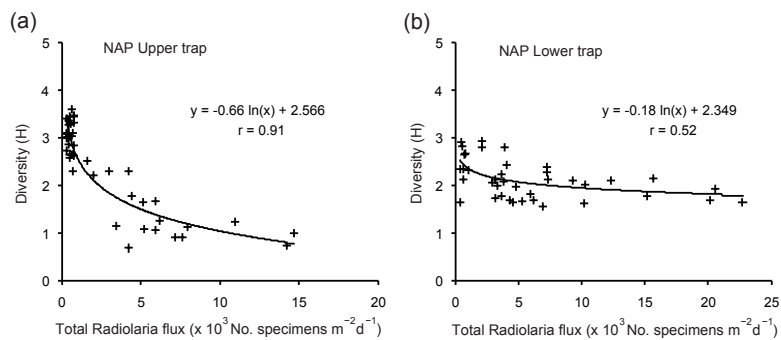 (a)
NAP Upper trap
y = -0.66 ln(x) + 2.566
r = 0.91
Diversity (H)
5
4
3
2
1
0
0 5 10 15 20
Total Radiolaria flux (x 10³ No. specimens m⁻²d⁻¹)
(b)
NAP Lower trap
y = -0.18 ln(x) + 2.349
r = 0.52
Diversity (H)
5
4
3
2
1
0
0 5 10 15 20 25
Total Radiolaria flux (x 10³ No. specimens m⁻²d⁻¹)